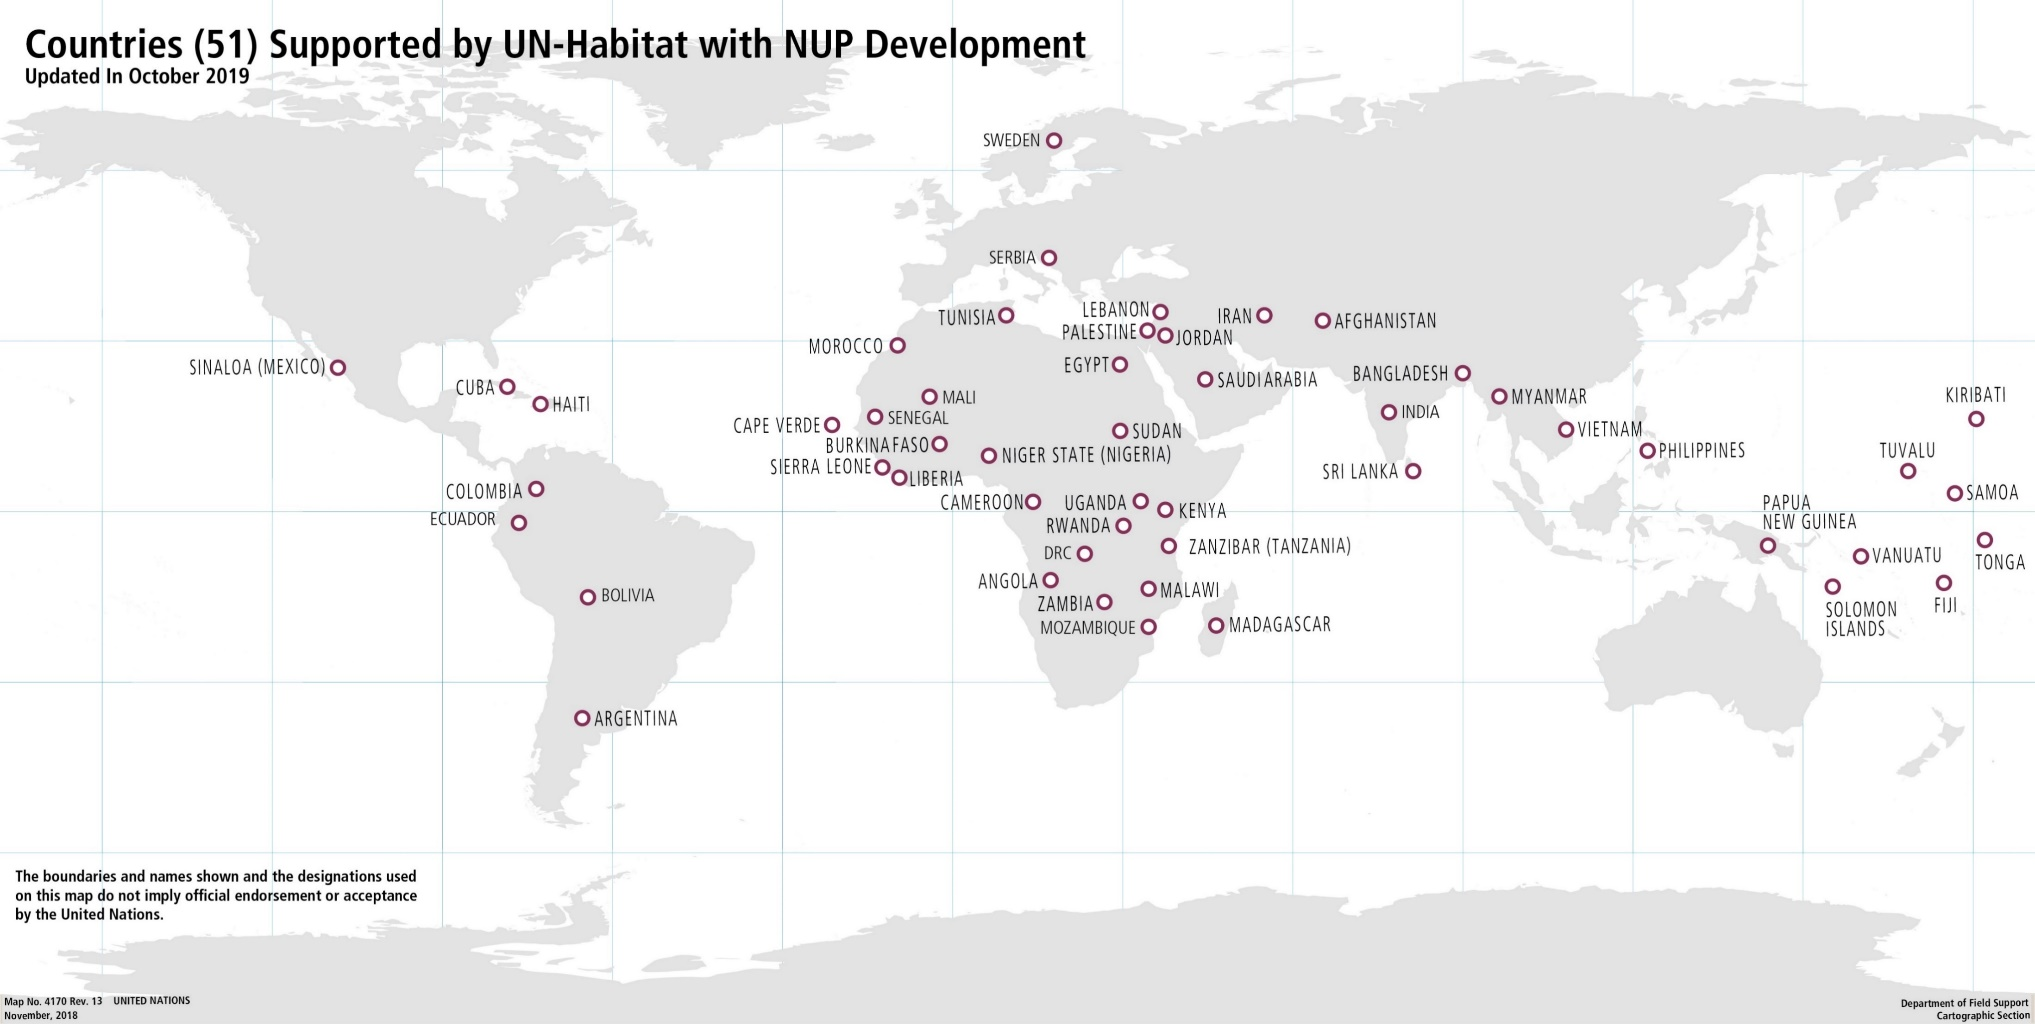 Countries (51) Supported by UN-Habitat with NUP Development
Updated In October 2019
SWEDEN
SERBIA
TUNISIA
LEBANON
PALESTINE
JORDAN
IRAN
AFGHANISTAN
MOROCCO
EGYPT
SAUDI ARABIA
BANGLADESH
MYANMAR
SINALOA (MEXICO)
CUBA
HAITI
MALI
SENEGAL
CAPE VERDE
BURKINA FASO
SIERRA LEONE
LIBERIA
NIGER STATE (NIGERIA)
SUDAN
INDIA
VIETNAM
SRI LANKA
PHILIPPINES
KIRIBATI
TUVALU
SAMOA
COLOMBIA
ECUADOR
CAMEROON
UGANDA
KENYA
RWANDA
DRC
ZANZIBAR (TANZANIA)
ANGOLA
ZAMBIA
MALAWI
MOZAMBIQUE
MADAGASCAR
PAPUA
NEW GUINEA
VANUATU
TONGA
SOLOMON
ISLANDS
FIJI
BOLIVIA
ARGENTINA
The boundaries and names shown and the designations used
on this map do not imply official endorsement or acceptance
by the United Nations.
Map No. 4170 Rev. 13 UNITED NATIONS
November, 2018
Department of Field Support
Cartographic Section